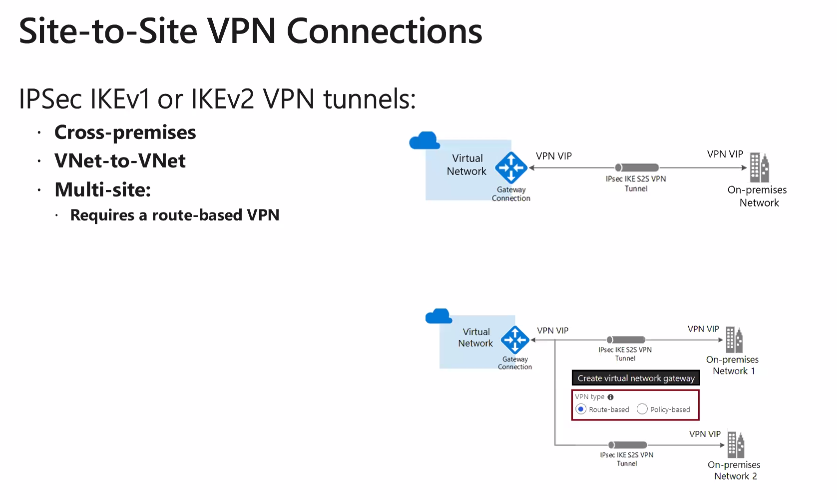 Site-to-Site VPN Connections
IPSec IKEv1 or IKEv2 VPN tunnels:
· Cross-premises
· VNet-to-VNet
· Multi-site:
· Requires a route-based VPN
Virtual
Network
Gateway
Connection
VPN VIP
IPsec IKE S2S VPN
Tunnel
VPN VIP
On-premises
Network
Virtual
Network
Gateway
Connection
VPN VIP
IPsec IKE S2S VPN
Tunnel
VPN VIP
On-premises
Network 1
Create virtual network gateway
VPN type
Route-based Policy-based
IPsec IKE S2S VPN
Tunnel
VPN VIP
On-premises
Network 2